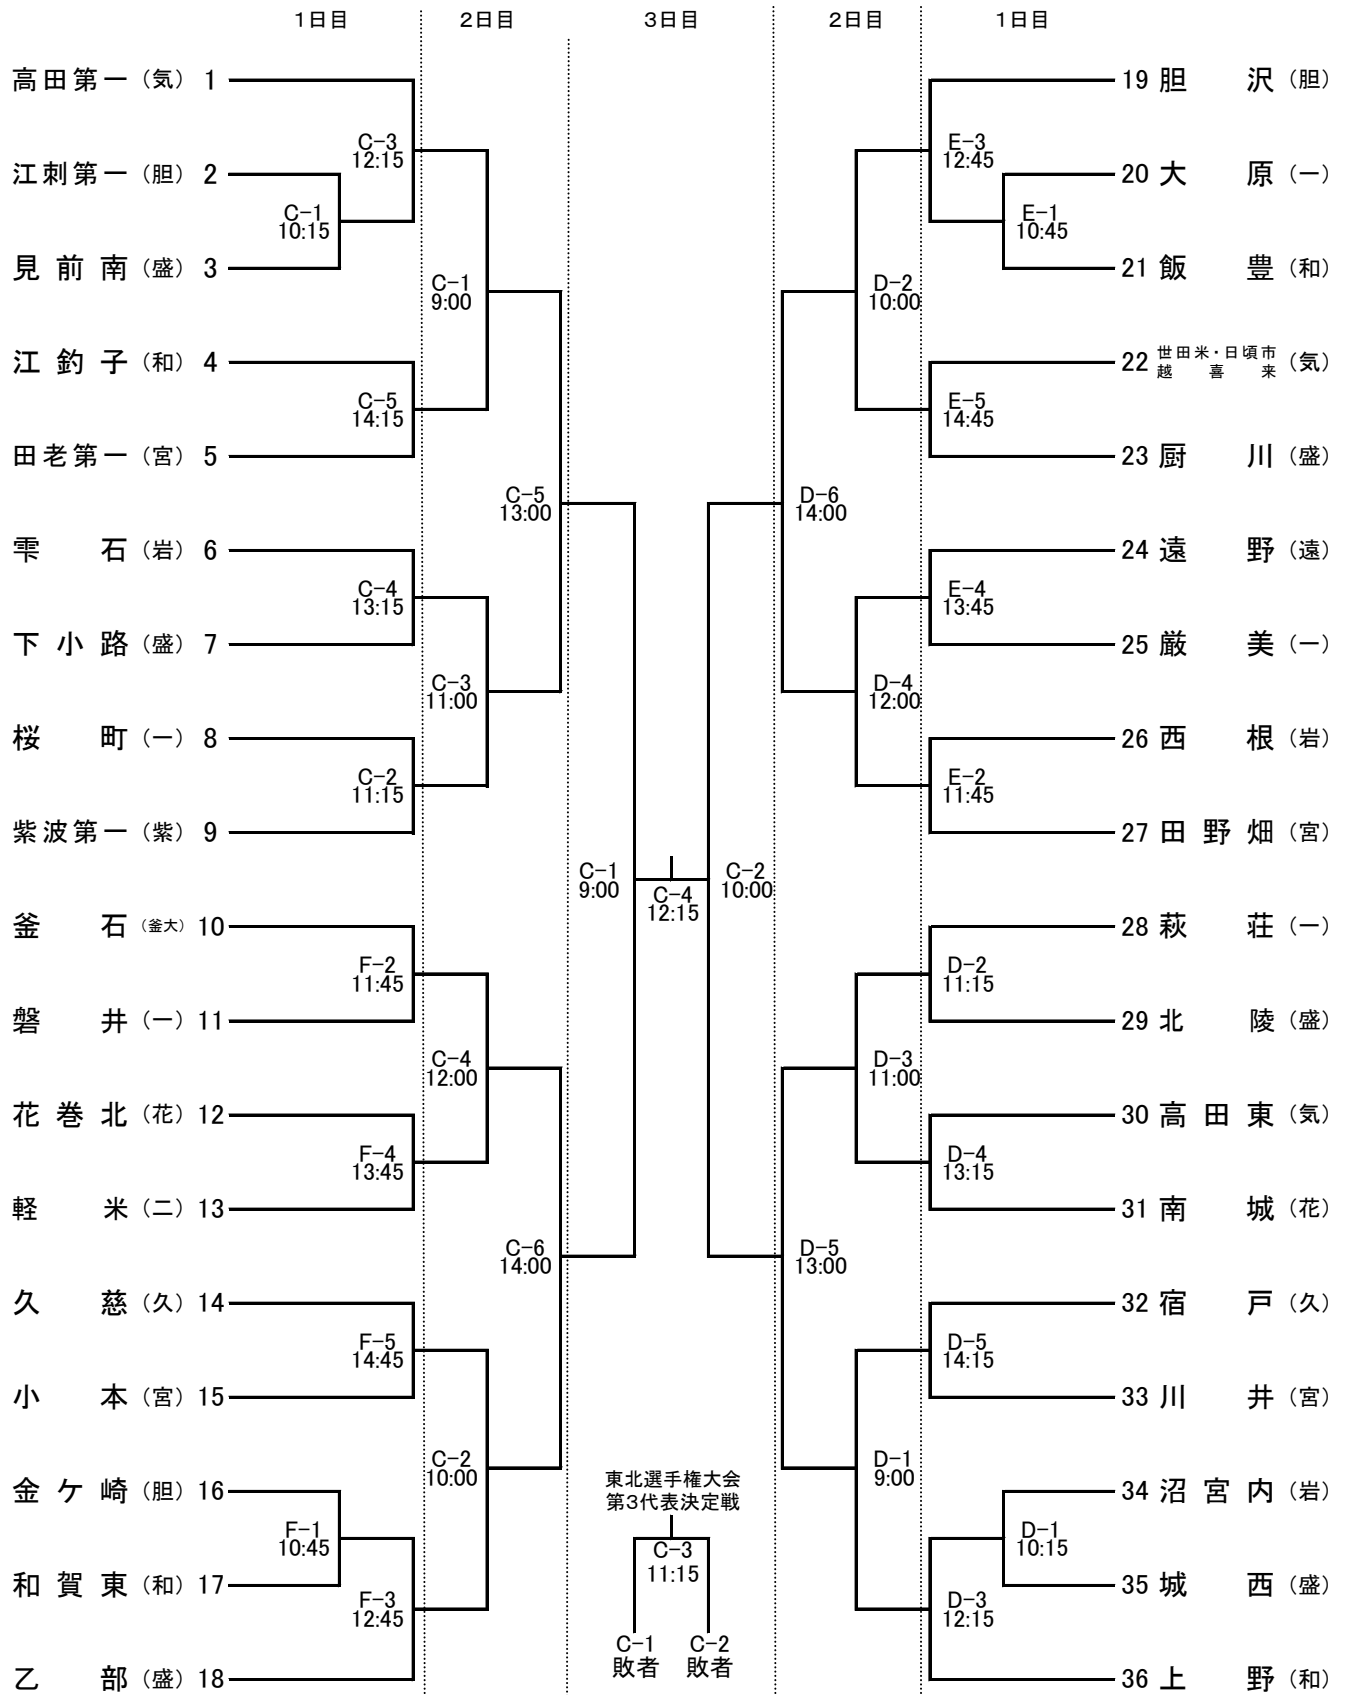 1日目 2日目 3日目 2日目 1日目
高田第一 (気) 1
C-3
12:15
江刺第一 (胆) 2
C-1
10:15
見前南 (盛) 3
C-1
9:00
江釣子 (和) 4
C-5
14:15
田老第一 (宮) 5
C-5
13:00
雫石 (岩) 6
C-4
13:15
下小路 (盛) 7
C-3
11:00
桜町 (一) 8
C-2
11:15
紫波第一 (紫) 9
C-1
9:00
釜石 (釜大) 10
F-2
11:45
磐井 (一) 11
C-4
12:00
花巻北 (花) 12
F-4
13:45
軽米 (二) 13
C-6
14:00
久慈 (久) 14
F-5
14:45
小本 (宮) 15
C-2
10:00
金ケ崎 (胆) 16
F-1
10:45
和賀東 (和) 17
F-3
12:45
乙部 (盛) 18
C-4
12:15
東北選手権大会
第3代表決定戦
C-3
11:15
C-1 C-2
敗者 敗者
19 胆沢 (胆)
E-3
12:45
20 大原 (一)
E-1
10:45
21 飯豊 (和)
D-2
10:00
22 世田米・日頃市 (気)
越喜来
E-5
14:45
23 厨川 (盛)
D-6
14:00
24 遠野 (遠)
E-4
13:45
25 厳美 (一)
D-4
12:00
26 西根 (岩)
E-2
11:45
27 田野畑 (宮)
C-2
10:00
28 萩荘 (一)
D-2
11:15
29 北陵 (盛)
D-3
11:00
30 高田東 (気)
D-4
13:15
31 南城 (花)
D-5
13:00
32 宿戸 (久)
D-5
14:15
33 川井 (宮)
D-1
9:00
34 沼宮内 (岩)
D-1
10:15
35 城西 (盛)
D-3
12:15
36 上野 (和)